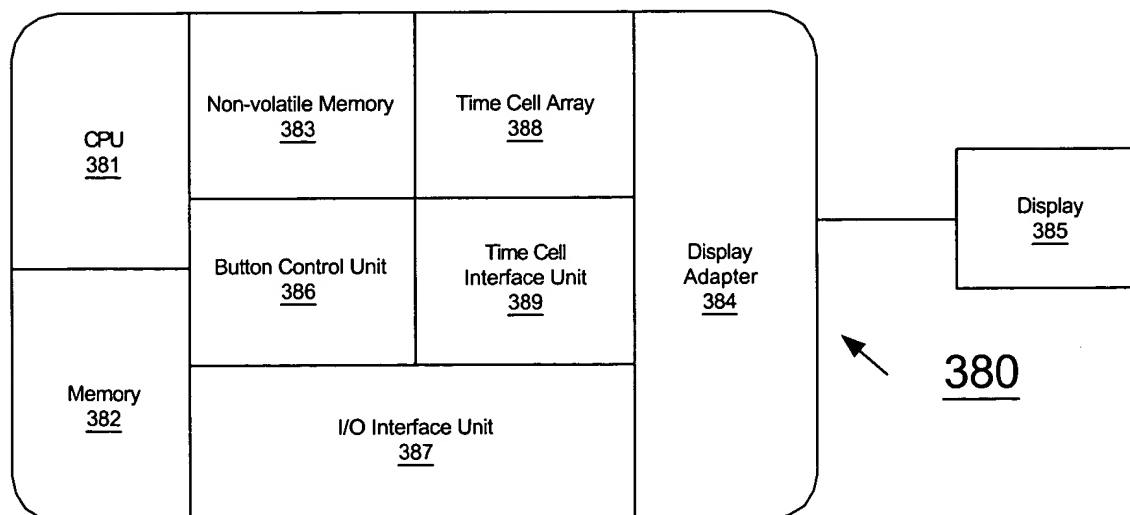 CPU
381
Non-volatile Memory
383
Time Cell Array
388
Display
385
Button Control Unit
386
Time Cell
Interface Unit
389
Display
Adapter
384
380
Memory
382
I/O Interface Unit
387